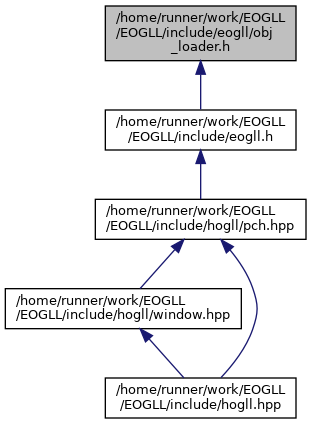 /home/runner/work/EOGLL
/EOGLL/include/eogll/obj
_loader.h
/home/runner/work/EOGLL
/EOGLL/include/eogll.h
/home/runner/work/EOGLL
/EOGLL/include/hogll/pch.hpp
/home/runner/work/EOGLL
/EOGLL/include/hogll/window.hpp
/home/runner/work/EOGLL
/EOGLL/include/hogll.hpp